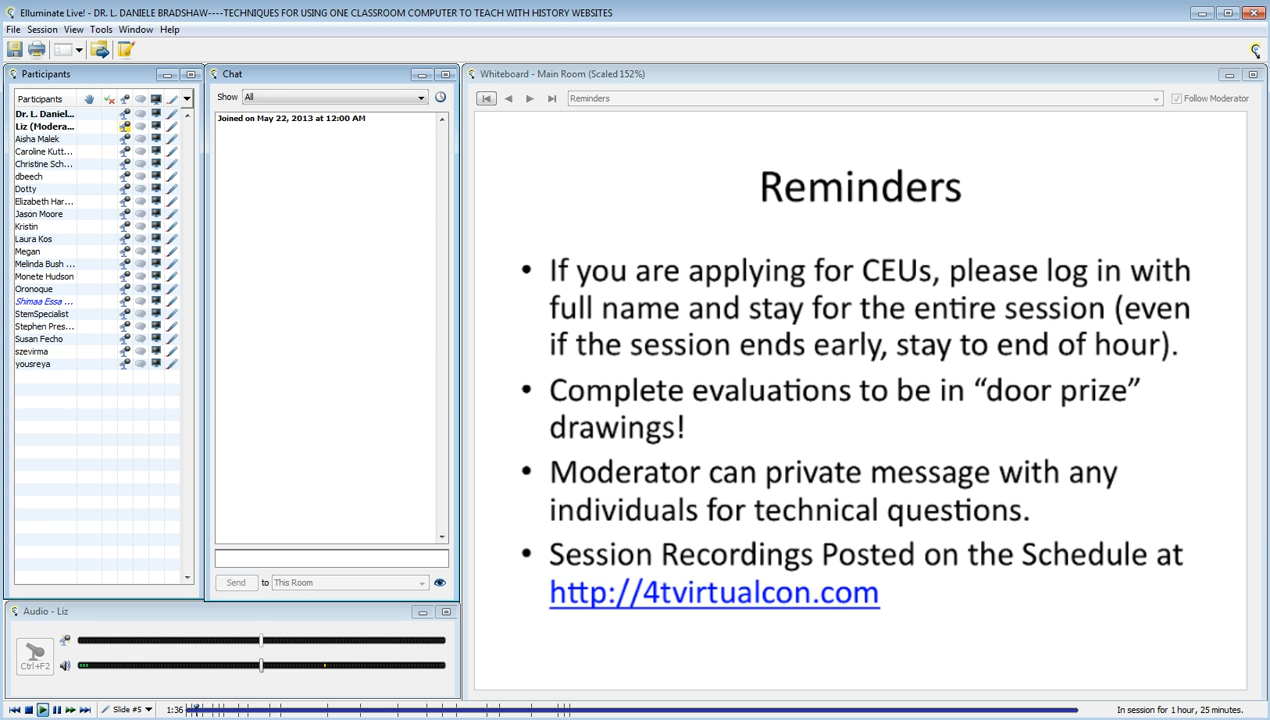 Elluminate Live! - DR. L. DANIELE BRADSHAW----TECHNIQUES FOR USING ONE CLASSROOM COMPUTER TO TEACH WITH HISTORY WEBSITES
File Session View Tools Window Help
Participants
Participants
Dr. L. Daniel...
Liz (Modera...
Aisha Malek
Caroline Kutt...
Christine Sch...
dbeech
Dotty
Elizabeth Har...
Jason Moore
Kristin
Laura Kos
Megan
Melinda Bush ...
Monete Hudson
Oronoque
Shimaa Essa ...
StemSpecialist
Stephen Pres...
Susan Fecho
szevirma
yousreya
Chat
Show All
Joined on May 22, 2013 at 12:00 AM
Send to This Room
Audio - Liz
Ctrl+F2
Whiteboard - Main Room (Scaled 152%)
Reminders Follow Moderator
Reminders
• If you are applying for CEUs, please log in with
full name and stay for the entire session (even
if the session ends early, stay to end of hour).
• Complete evaluations to be in “door prize”
drawings!
• Moderator can private message with any
individuals for technical questions.
• Session Recordings Posted on the Schedule at
http://4tvirtualcon.com
Slide #5 1:36 In session for 1 hour, 25 minutes.